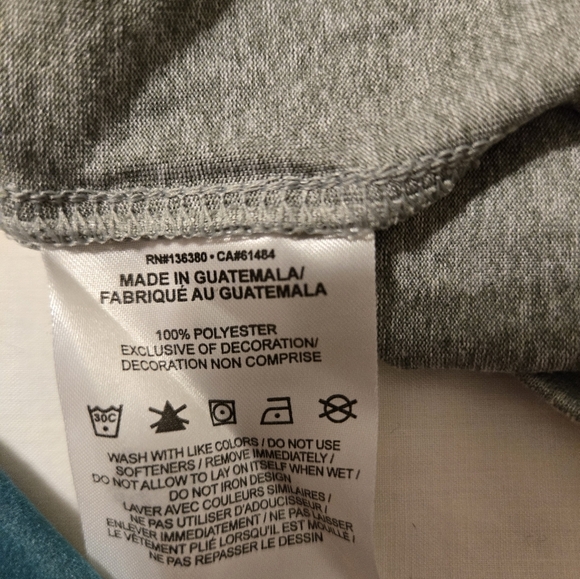 RN#136380 • CA#61484
MADE IN GUATEMALA/
FABRIQUÉ AU GUATEMALA
100% POLYESTER
EXCLUSIVE OF DECORATION/
DECORATION NON COMPRISE
30C
WASH WITH LIKE COLORS / DO NOT USE
SOFTENERS / REMOVE IMMEDIATELY /
DO NOT ALLOW TO LAY ON ITSELF WHEN WET /
DO NOT IRON DESIGN
LAVER AVEC COULEURS SIMILAIRES /
NE PAS UTILISER D'ADOUCISSEUR /
ENLEVER IMMEDIATEMENT / NE PAS LAISSER
LE VÊTEMENT PLIÉ LORSQU'IL EST MOUILLÉ /
NE PAS REPASSER LE DESSIN